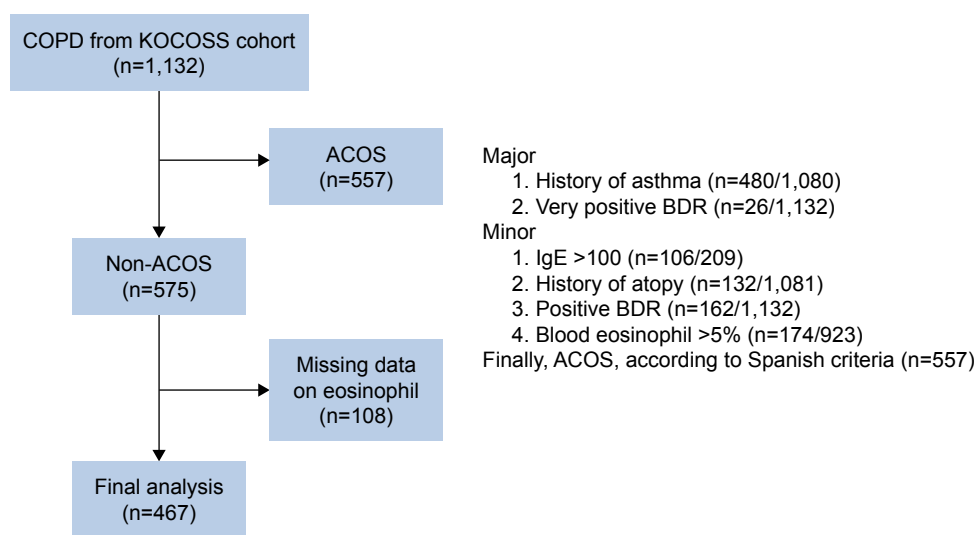 COPD from KOCOSS cohort
(n=1,132)
ACOS
(n=557)
Non-ACOS
(n=575)
Missing data
on eosinophil
(n=108)
Final analysis
(n=467)
Major
1. History of asthma (n=480/1,080)
2. Very positive BDR (n=26/1,132)
Minor
1. IgE >100 (n=106/209)
2. History of atopy (n=132/1,081)
3. Positive BDR (n=162/1,132)
4. Blood eosinophil >5% (n=174/923)
Finally, ACOS, according to Spanish criteria (n=557)